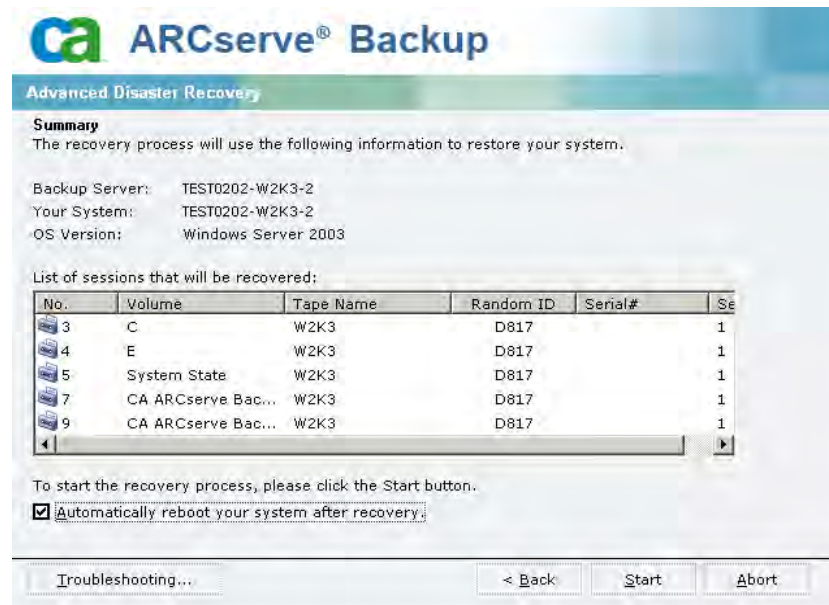 ca ARCserve® Backup
Advanced Disaster Recovery
Summary
The recovery process will use the following information to restore your system.
Backup Server: TEST0202-W2K3-2
Your System: TEST0202-W2K3-2
OS Version: Windows Server 2003
List of sessions that will be recovered:
No. Volume Tape Name Random ID Serial# Se
3 C W2K3 D817 1
4 E W2K3 D817 1
5 System State W2K3 D817 1
7 CA ARCserve Bac... W2K3 D817 1
9 CA ARCserve Bac... W2K3 D817 1
To start the recovery process, please click the Start button.
Automatically reboot your system after recovery.
Troubleshooting... < Back Start Abort